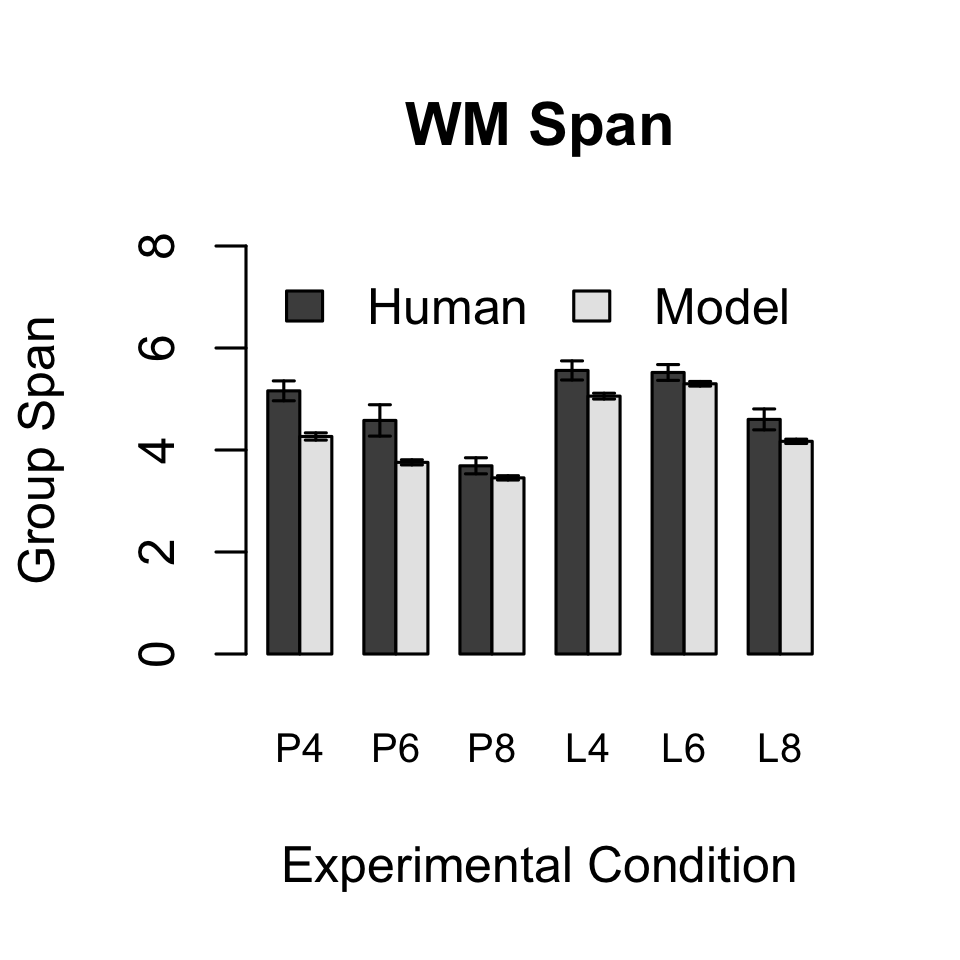 WM Span
Human Model
Group Span
8
6
4
2
0
P4 P6 P8 L4 L6 L8
Experimental Condition